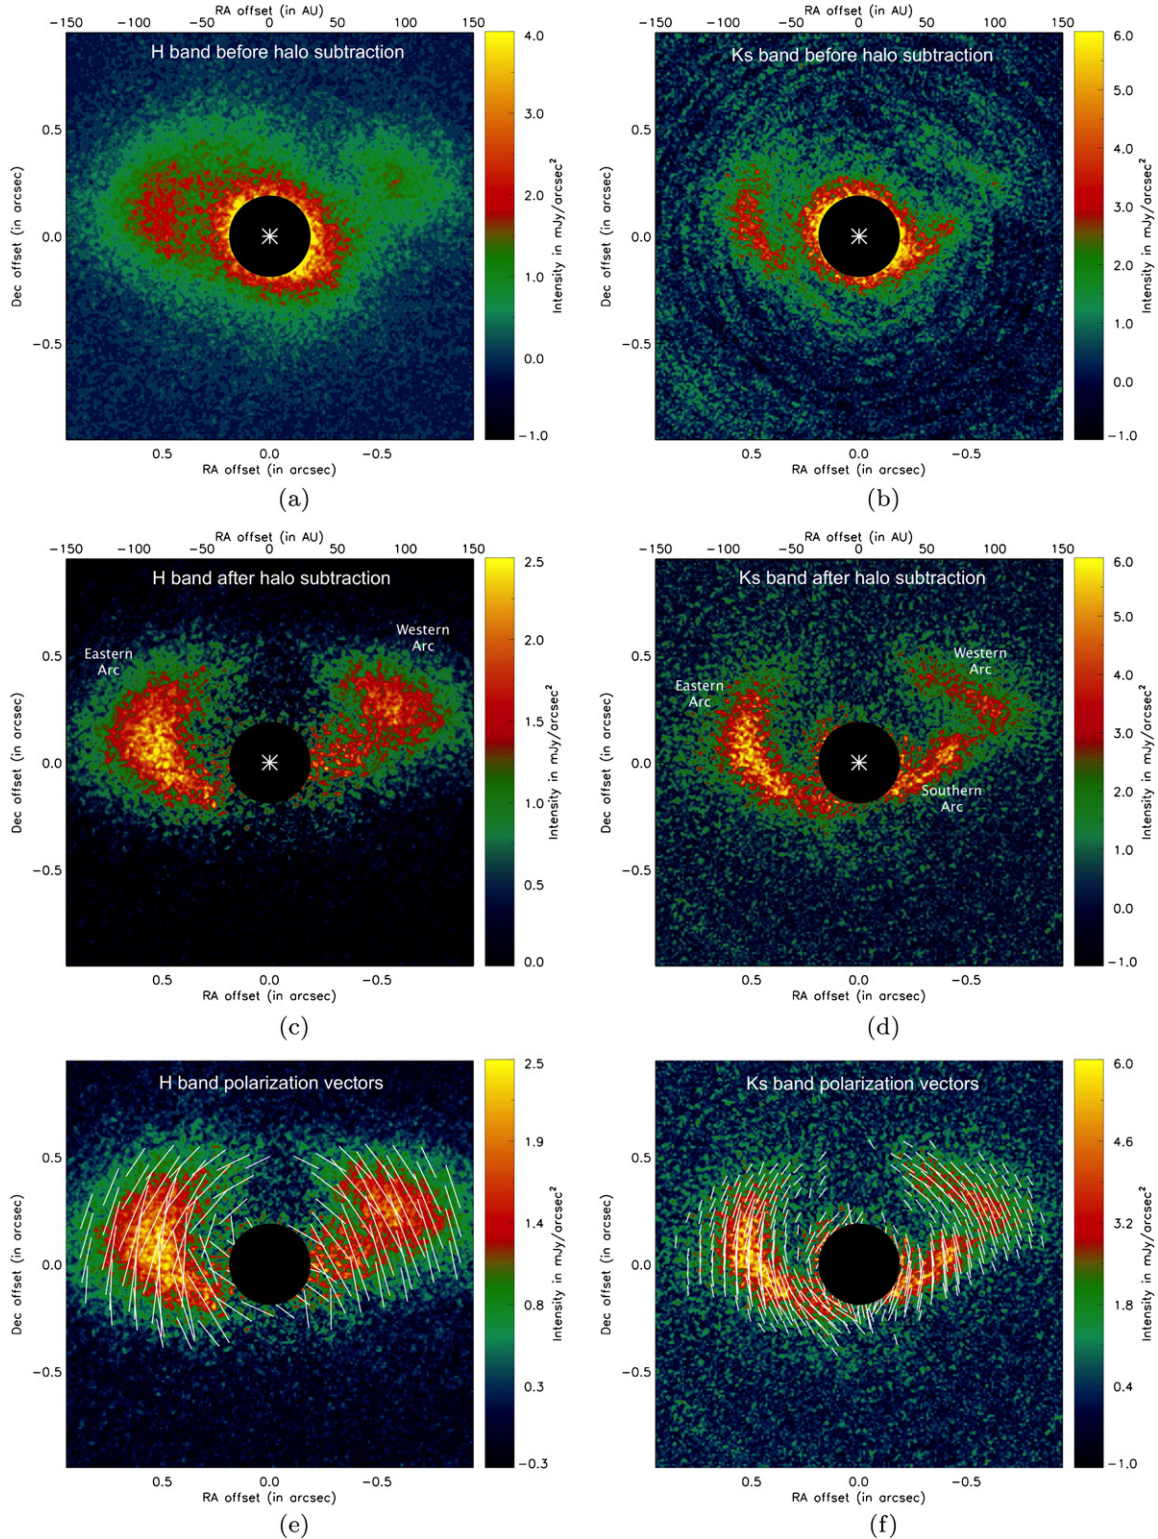 RA offset (in AU)
−150 −100 −50 0 50 100 150
H band before halo subtraction
Dec offset (in arcsec)
0.5
0.0
−0.5
4.0
3.0
2.0
1.0
0.0
−1.0
Intensity in mJy/arcsec²
0.5 0.0 −0.5
RA offset (in arcsec)
(a)
RA offset (in AU)
−150 −100 −50 0 50 100 150
Ks band before halo subtraction
Dec offset (in arcsec)
0.5
0.0
−0.5
6.0
5.0
4.0
3.0
2.0
1.0
0.0
−1.0
Intensity in mJy/arcsec²
0.5 0.0 −0.5
RA offset (in arcsec)
(b)
RA offset (in AU)
−150 −100 −50 0 50 100 150
H band after halo subtraction
Eastern
Arc
Western
Arc
Dec offset (in arcsec)
0.5
0.0
−0.5
2.5
2.0
1.5
1.0
0.5
0.0
Intensity in mJy/arcsec²
0.5 0.0 −0.5
RA offset (in arcsec)
(c)
RA offset (in AU)
−150 −100 −50 0 50 100 150
Ks band after halo subtraction
Eastern
Arc
Western
Arc
Southern
Arc
Dec offset (in arcsec)
0.5
0.0
−0.5
6.0
5.0
4.0
3.0
2.0
1.0
0.0
−1.0
Intensity in mJy/arcsec²
0.5 0.0 −0.5
RA offset (in arcsec)
(d)
H band polarization vectors
Dec offset (in arcsec)
0.5
0.0
−0.5
2.5
1.9
1.4
0.8
0.3
−0.3
Intensity in mJy/arcsec²
0.5 0.0 −0.5
RA offset (in arcsec)
(e)
Ks band polarization vectors
Dec offset (in arcsec)
0.5
0.0
−0.5
6.0
4.6
3.2
1.8
0.4
−1.0
Intensity in mJy/arcsec²
0.5 0.0 −0.5
RA offset (in arcsec)
(f)